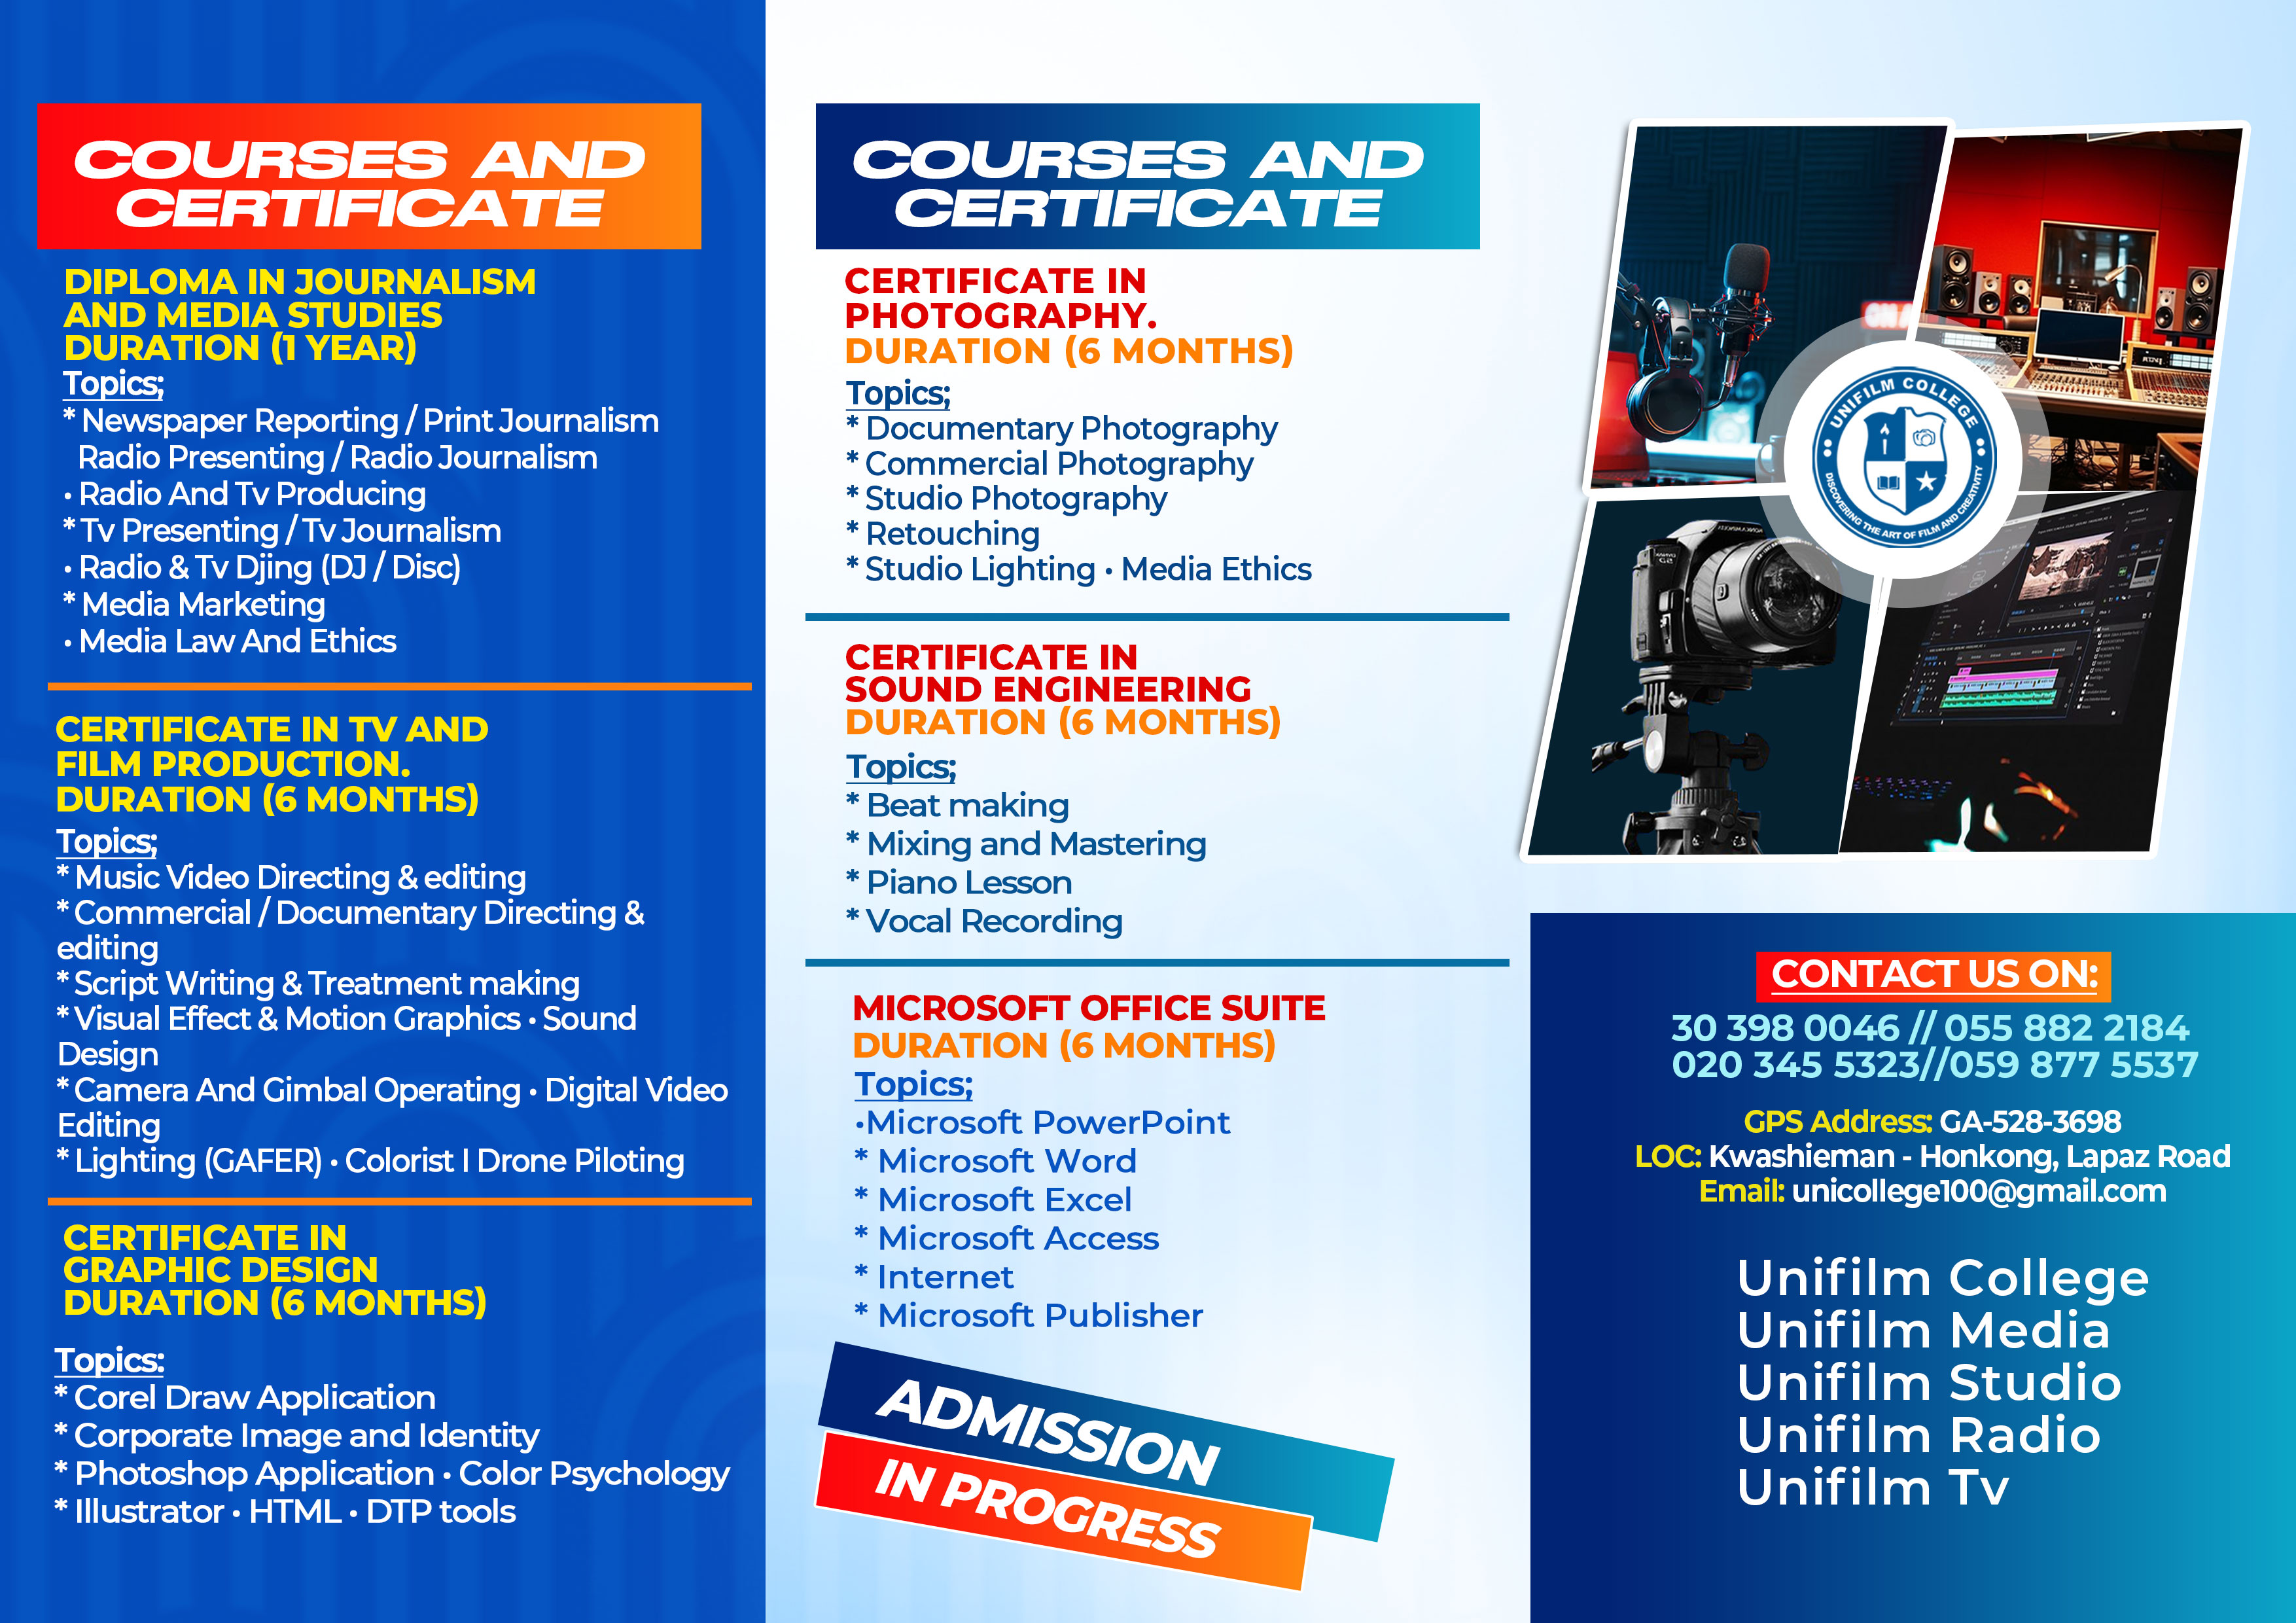 COURSES AND
CERTIFICATE
DIPLOMA IN JOURNALISM
AND MEDIA STUDIES
DURATION (1 YEAR)
Topics;
* Newspaper Reporting / Print Journalism
Radio Presenting / Radio Journalism
• Radio And Tv Producing
* Tv Presenting / Tv Journalism
• Radio & Tv Djing (DJ / Disc)
* Media Marketing
• Media Law And Ethics
CERTIFICATE IN TV AND
FILM PRODUCTION.
DURATION (6 MONTHS)
Topics;
* Music Video Directing & editing
* Commercial / Documentary Directing &
editing
* Script Writing & Treatment making
* Visual Effect & Motion Graphics • Sound
Design
* Camera And Gimbal Operating • Digital Video
Editing
* Lighting (GAFER) • Colorist I Drone Piloting
CERTIFICATE IN
GRAPHIC DESIGN
DURATION (6 MONTHS)
Topics:
* Corel Draw Application
* Corporate Image and Identity
* Photoshop Application • Color Psychology
* Illustrator • HTML • DTP tools
COURSES AND
CERTIFICATE
CERTIFICATE IN
PHOTOGRAPHY.
DURATION (6 MONTHS)
Topics;
* Documentary Photography
* Commercial Photography
* Studio Photography
* Retouching
* Studio Lighting • Media Ethics
CERTIFICATE IN
SOUND ENGINEERING
DURATION (6 MONTHS)
Topics;
* Beat making
* Mixing and Mastering
* Piano Lesson
* Vocal Recording
MICROSOFT OFFICE SUITE
DURATION (6 MONTHS)
Topics;
•Microsoft PowerPoint
* Microsoft Word
* Microsoft Excel
* Microsoft Access
* Internet
* Microsoft Publisher
ADMISSION
IN PROGRESS
UNIFILM COLLEGE
DISCOVERING THE ART OF FILM AND CREATIVITY
CONTACT US ON:
30 398 0046 // 055 882 2184
020 345 5323//059 877 5537
GPS Address: GA-528-3698
LOC: Kwashieman - Honkong, Lapaz Road
Email: unicollege100@gmail.com
Unifilm College
Unifilm Media
Unifilm Studio
Unifilm Radio
Unifilm Tv